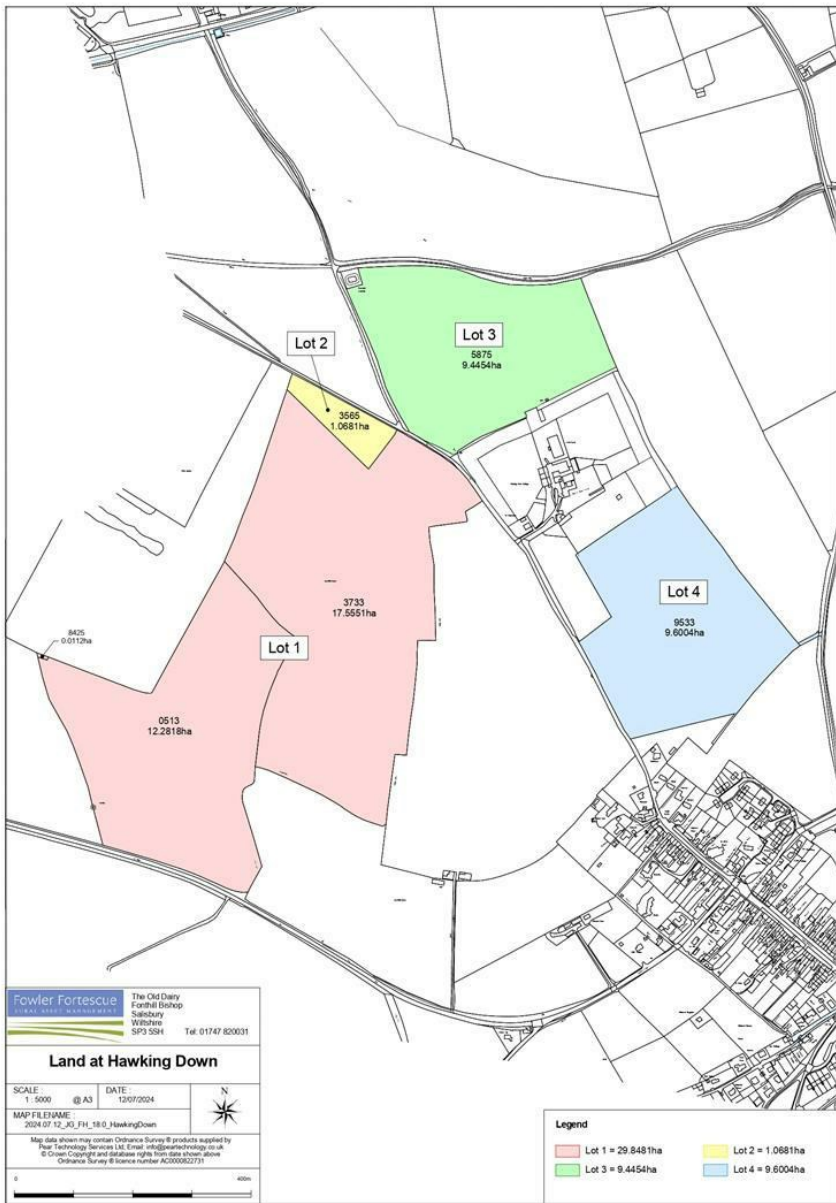 Lot 3
5875
9.4454ha
Lot 2
3565
1.0681ha
3733
17.5551ha
Lot 4
9533
9.6004ha
8425
0.0112ha
Lot 1
0513
12.2818ha
Fowler Fortescue
RURAL ASSET MANAGEMENT
The Old Dairy
Fonthill Bishop
Salisbury
Wiltshire
SP3 5SH Tel: 01747 820031
Land at Hawking Down
SCALE :
1 : 5000 @ A3
DATE :
12/07/2024
N
MAP FILENAME :
2024.07.12_JG_FH_18.0_HawkingDown
Map data shown may contain Ordnance Survey ® products supplied by
Pear Technology Services Ltd; Email: info@peartechnology.co.uk
© Crown Copyright and database rights from date shown above
Ordnance Survey ® licence number AC0000822731
0 400m
Legend
Lot 1 = 29.8481ha
Lot 2 = 1.0681ha
Lot 3 = 9.4454ha
Lot 4 = 9.6004ha